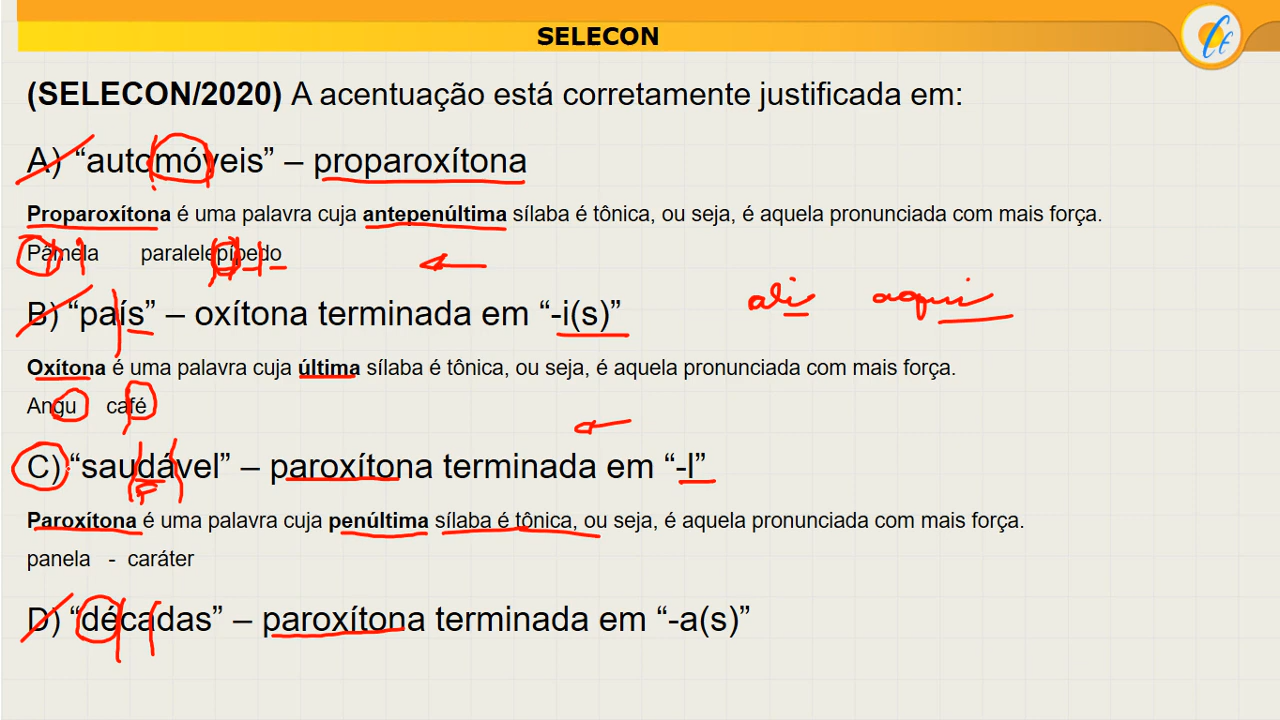 SELECON
(SELECON/2020) A acentuação está corretamente justificada em:
A) “automóveis” – proparoxítona
Proparoxítona é uma palavra cuja antepenúltima sílaba é tônica, ou seja, é aquela pronunciada com mais força.
Pâmela paralelepípedo
B) “país” – oxítona terminada em “-i(s)” ali aqui
Oxítona é uma palavra cuja última sílaba é tônica, ou seja, é aquela pronunciada com mais força.
Angu café
C) “saudável” – paroxítona terminada em “-l”
P
Paroxítona é uma palavra cuja penúltima sílaba é tônica, ou seja, é aquela pronunciada com mais força.
panela - caráter
D) “décadas” – paroxítona terminada em “-a(s)”